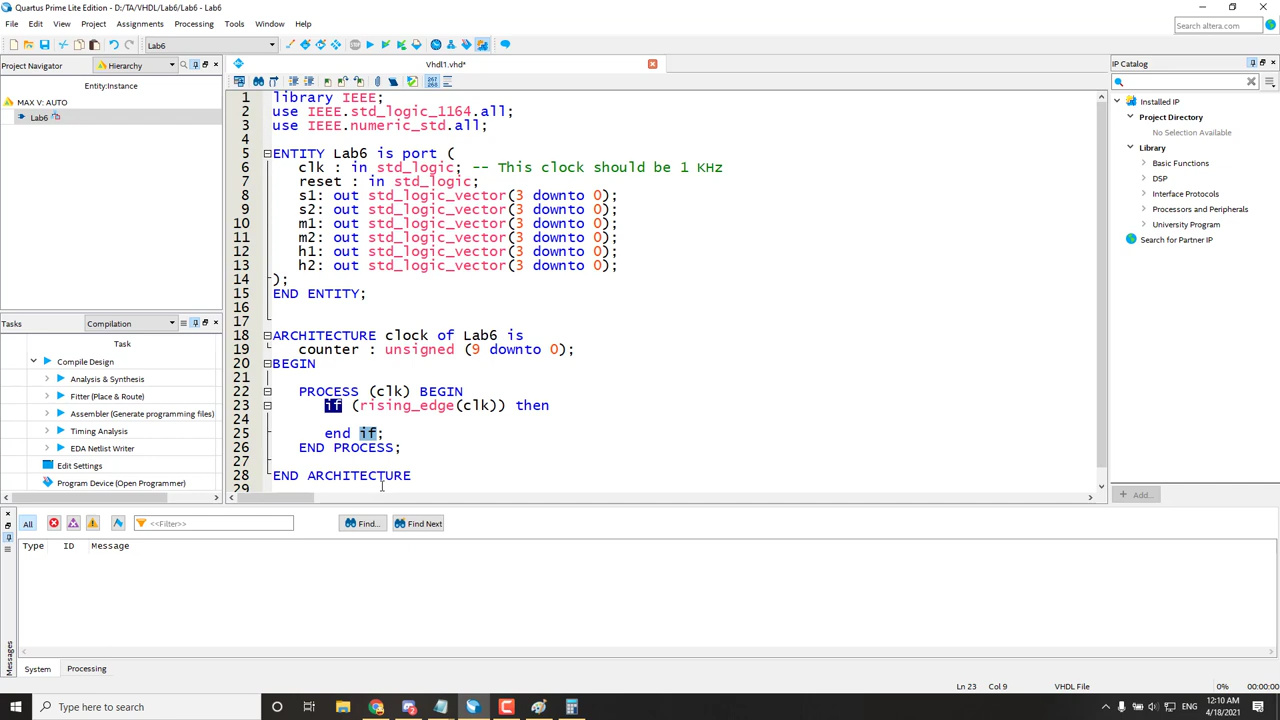 Quartus Prime Lite Edition - D:/TA/VHDL/Lab6/Lab6 - Lab6
File Edit View Project Assignments Processing Tools Window Help
Search altera.com
Lab6
Project Navigator
Hierarchy
Vhdl1.vhd*
IP Catalog
Entity:Instance
MAX V: AUTO
Lab6
267
268
1 library IEEE;
2 use IEEE.std_logic_1164.all;
3 use IEEE.numeric_std.all;
4
5 ENTITY Lab6 is port (
6 clk : in std_logic; -- This clock should be 1 KHz
7 reset : in std_logic;
8 s1: out std_logic_vector(3 downto 0);
9 s2: out std_logic_vector(3 downto 0);
10 m1: out std_logic_vector(3 downto 0);
11 m2: out std_logic_vector(3 downto 0);
12 h1: out std_logic_vector(3 downto 0);
13 h2: out std_logic_vector(3 downto 0);
14 );
15 END ENTITY;
16
17
18 ARCHITECTURE clock of Lab6 is
19 counter : unsigned (9 downto 0);
20 BEGIN
21
22 PROCESS (clk) BEGIN
23 if (rising_edge(clk)) then
24
25 end if;
26 END PROCESS;
27
28 END ARCHITECTURE
29
Installed IP
Project Directory
No Selection Available
Library
Basic Functions
DSP
Interface Protocols
Processors and Peripherals
University Program
Search for Partner IP
Add...
Tasks
Compilation
Task
Compile Design
Analysis & Synthesis
Fitter (Place & Route)
Assembler (Generate programming files)
Timing Analysis
EDA Netlist Writer
Edit Settings
Program Device (Open Programmer)
All
<<Filter>>
Find...
Find Next
Type ID Message
Messages
System Processing
Ln 23 Col 9 VHDL File 0% 00:00:00
Type here to search
ENG
12:10 AM
4/18/2021